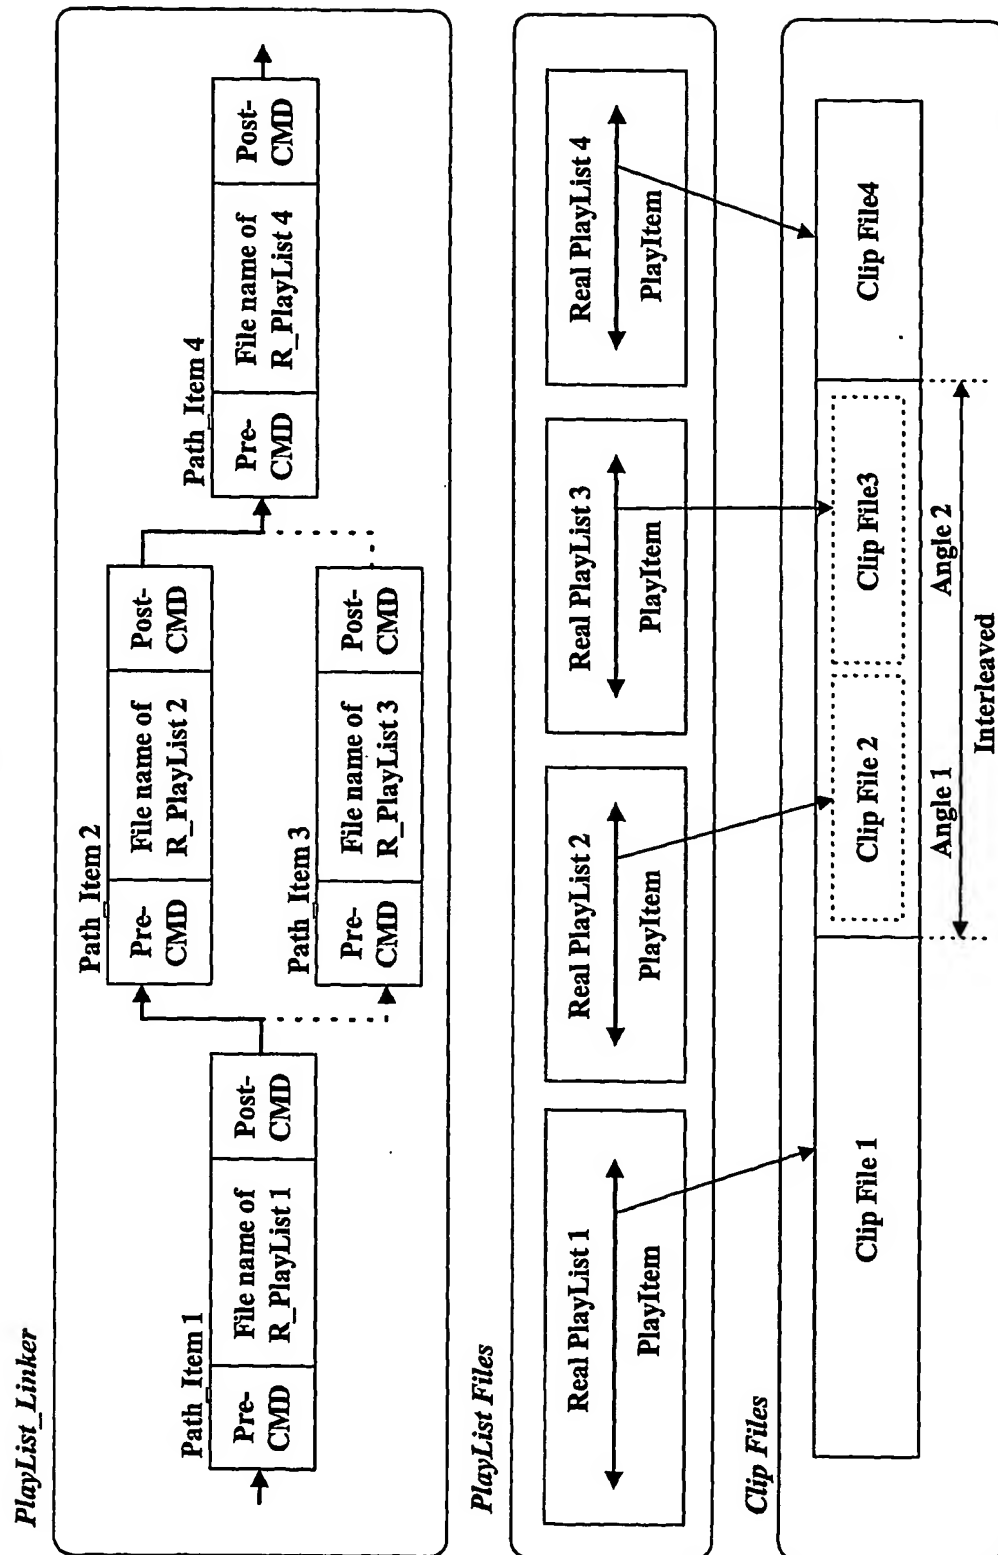 PlayList_Linker
Path_Item 1
Pre-
CMD
File name of
R_PlayList 1
Post-
CMD
Path_Item 2
Pre-
CMD
File name of
R_PlayList 2
Post-
CMD
Path_Item 3
Pre-
CMD
File name of
R_PlayList 3
Post-
CMD
Path_Item 4
Pre-
CMD
File name of
R_PlayList 4
Post-
CMD
PlayList Files
Real PlayList 1
PlayItem
Real PlayList 2
PlayItem
Real PlayList 3
PlayItem
Real PlayList 4
PlayItem
Clip Files
Clip File 1
Clip File 2
Clip File3
Clip File4
Angle 1
Angle 2
Interleaved